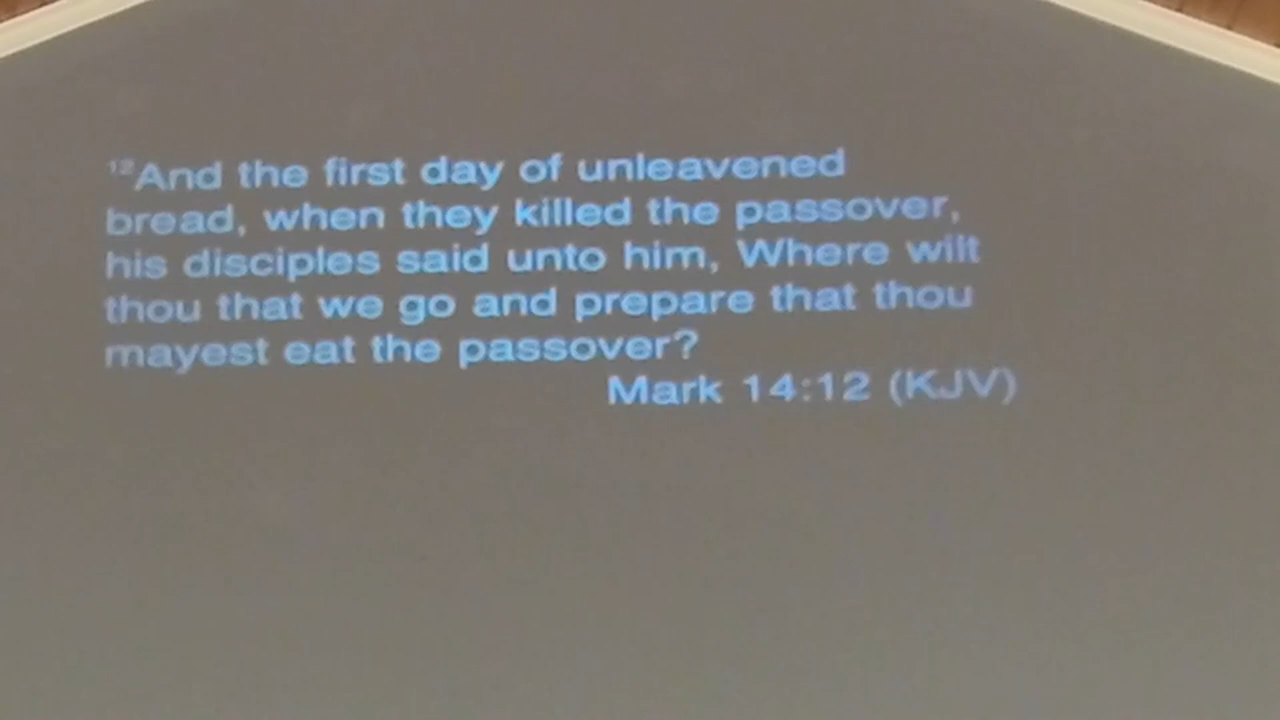 ¹²And the first day of unleavened
bread, when they killed the passover,
his disciples said unto him, Where wilt
thou that we go and prepare that thou
mayest eat the passover?
Mark 14:12 (KJV)